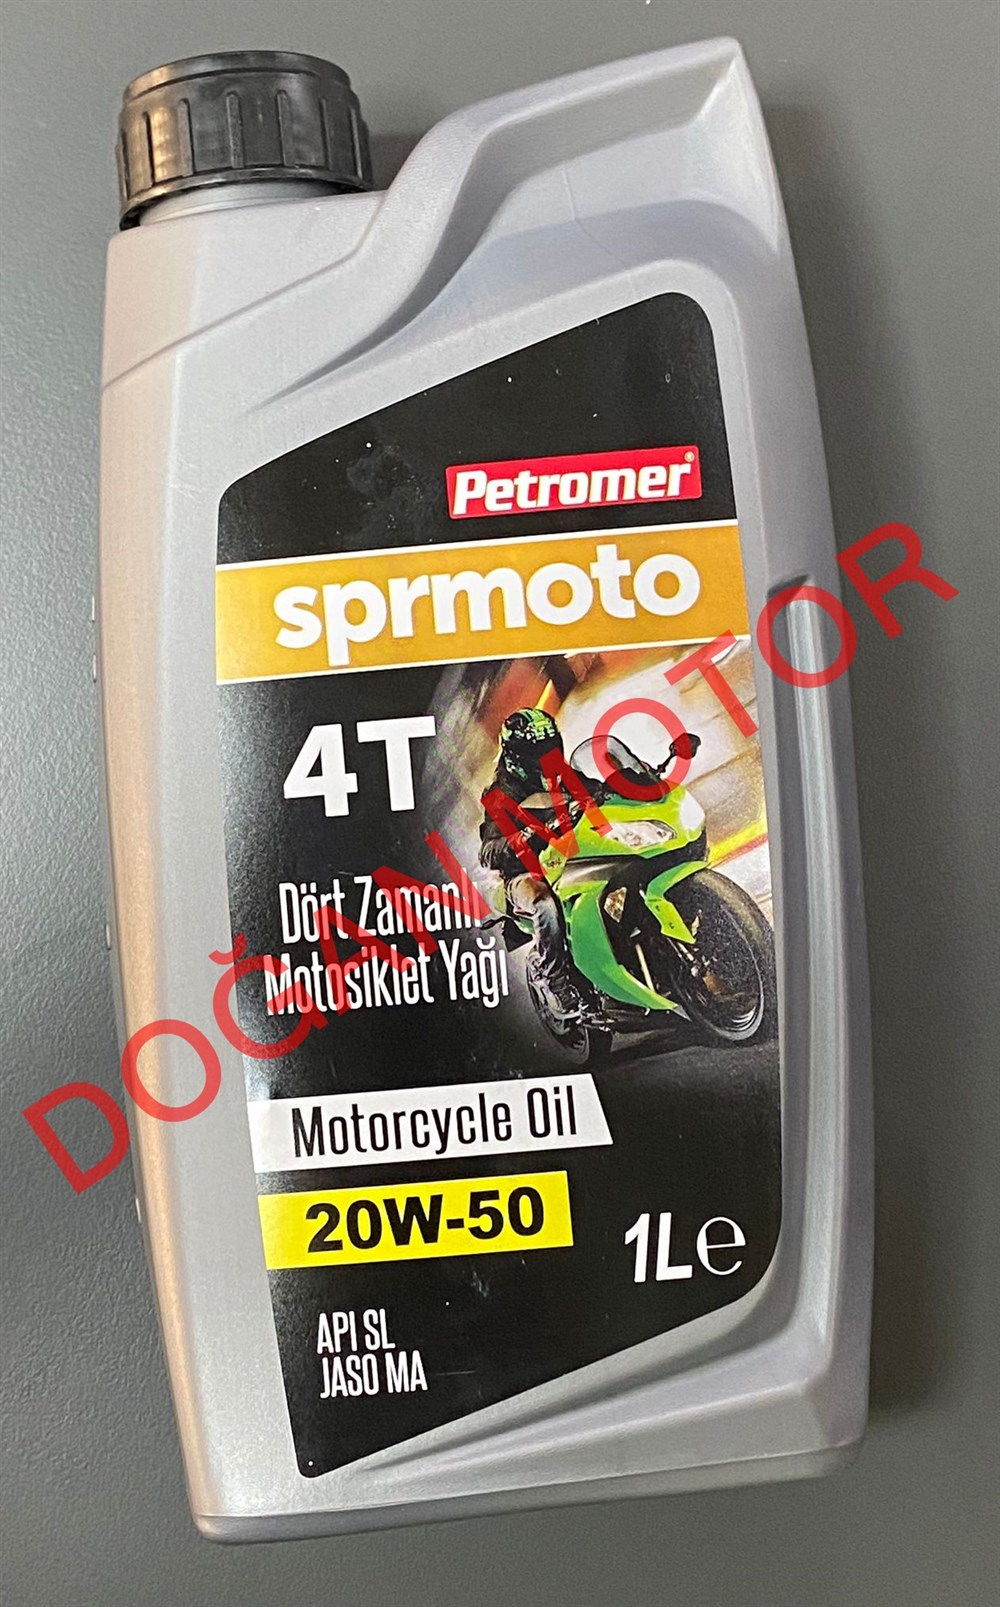 Petromer®
sprmoto
4T
Dört Zamanlı
Motosiklet Yağı
Motorcycle Oil
20W-50
1L℮
API SL
JASO MA
DOĞAN MOTOR